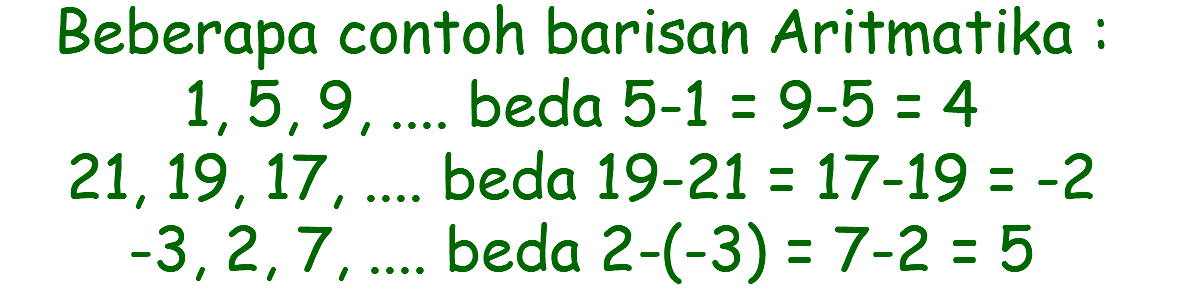 Beberapa contoh barisan Aritmatika :
1, 5, 9, .... beda 5-1 = 9-5 = 4
21, 19, 17, .... beda 19-21 = 17-19 = -2
-3, 2, 7, .... beda 2-(-3) = 7-2 = 5